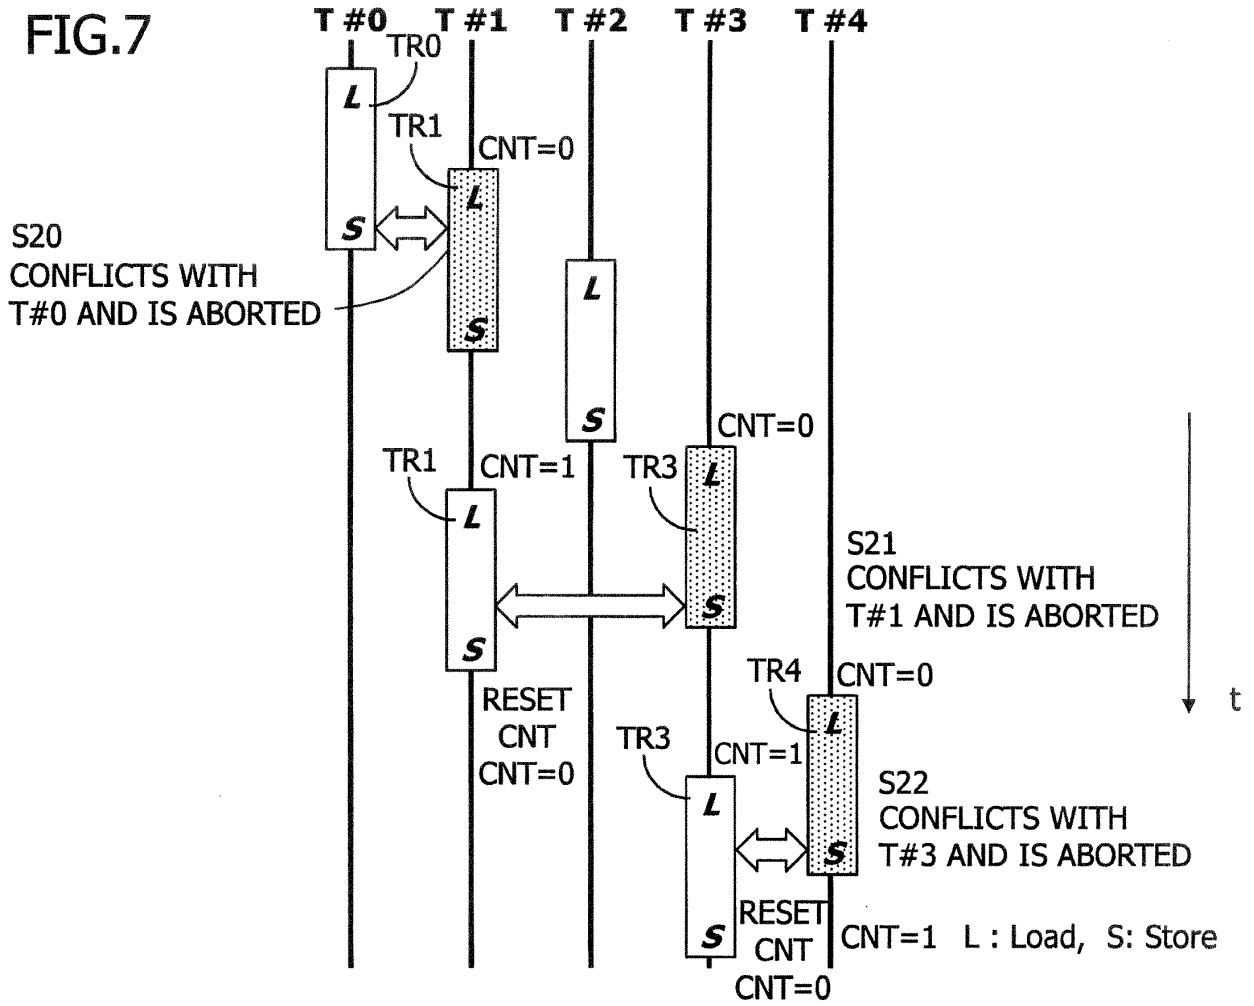 FIG.7
T #0 T #1 T #2 T #3 T #4
TR0
L
TR1
CNT=0
L
S
S20
CONFLICTS WITH
T#0 AND IS ABORTED
L
S
S
CNT=0
TR1
CNT=1
TR3
L
L
S21
CONFLICTS WITH
T#1 AND IS ABORTED
S
S
TR4
CNT=0
t
RESET
CNT
CNT=0
TR3
CNT=1
L
L
S22
CONFLICTS WITH
T#3 AND IS ABORTED
S
S
RESET
CNT
CNT=0
CNT=1 L : Load, S: Store